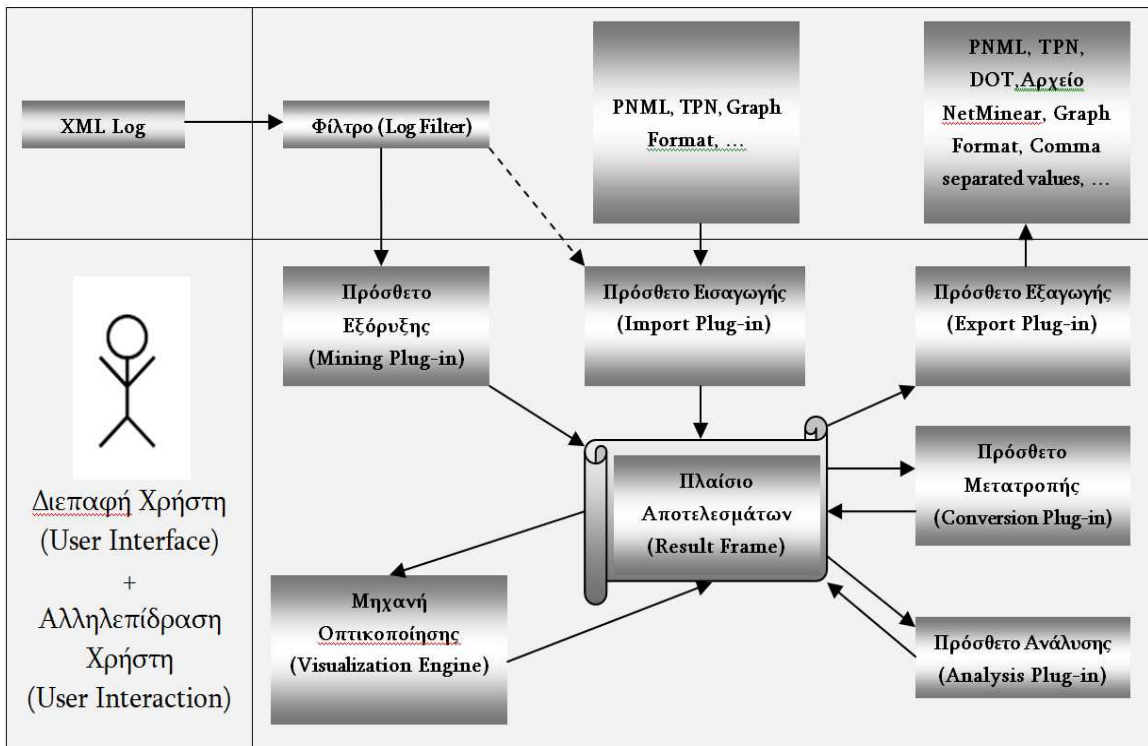 XML Log
Φίλτρο (Log Filter)
PNML, TPN, Graph
Format, ...
PNML, TPN,
DOT,Αρχείο
NetMinear, Graph
Format, Comma
separated values, ...
Πρόσθετο
Εξόρυξης
(Mining Plug-in)
Πρόσθετο Εισαγωγής
(Import Plug-in)
Πρόσθετο Εξαγωγής
(Export Plug-in)
Διεπαφή Χρήστη
(User Interface)
+
Αλληλεπίδραση
Χρήστη
(User Interaction)
Πλαίσιο
Αποτελεσμάτων
(Result Frame)
Πρόσθετο
Μετατροπής
(Conversion Plug-in)
Μηχανή
Οπτικοποίησης
(Visualization Engine)
Πρόσθετο Ανάλυσης
(Analysis Plug-in)